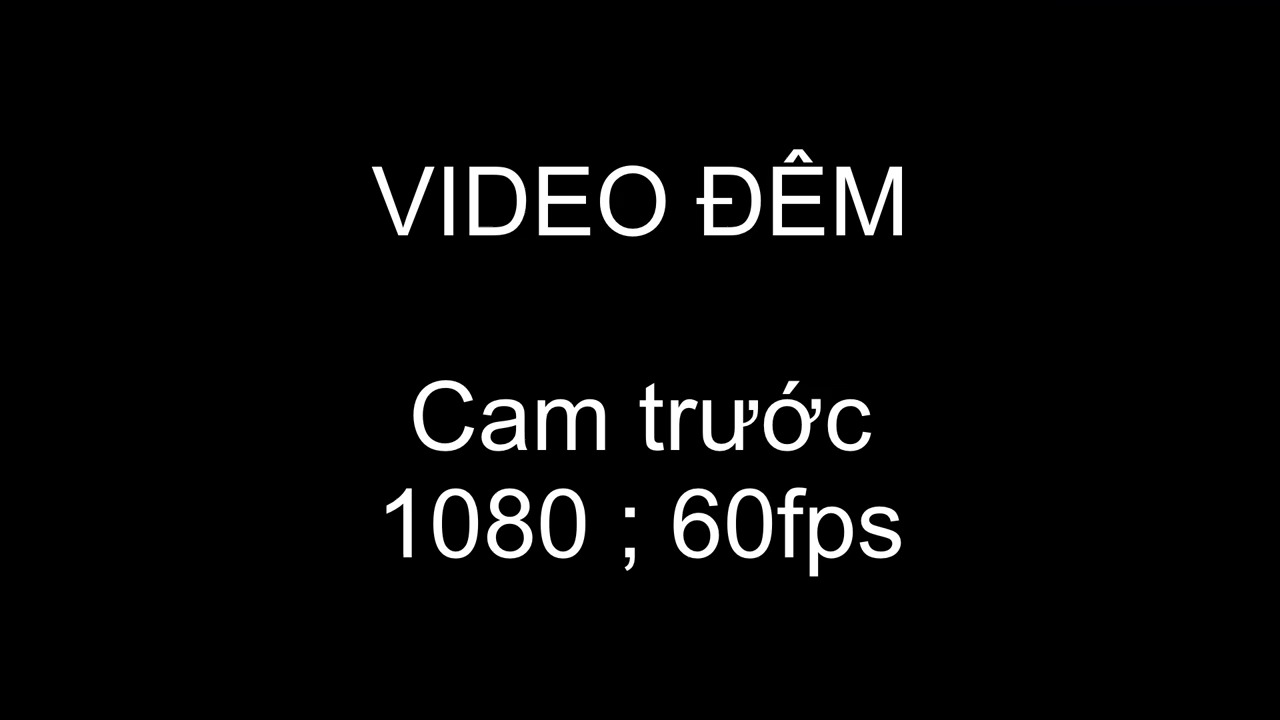 VIDEO ĐÊM
Cam trước
1080 ; 60fps